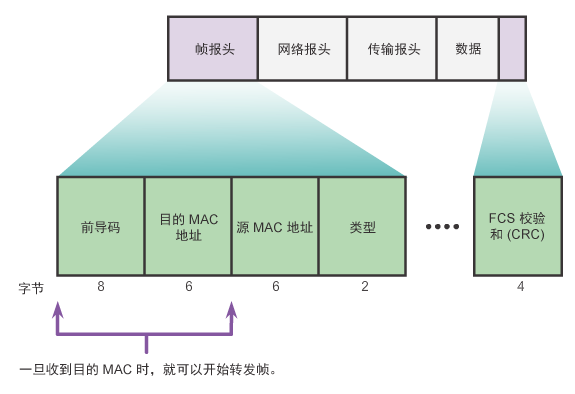 帧报头 网络报头 传输报头 数据
前导码
目的 MAC
地址
源 MAC 地址
类型
FCS 校验
和 (CRC)
字节 8 6 6 2 4
一旦收到目的 MAC 时，就可以开始转发帧。